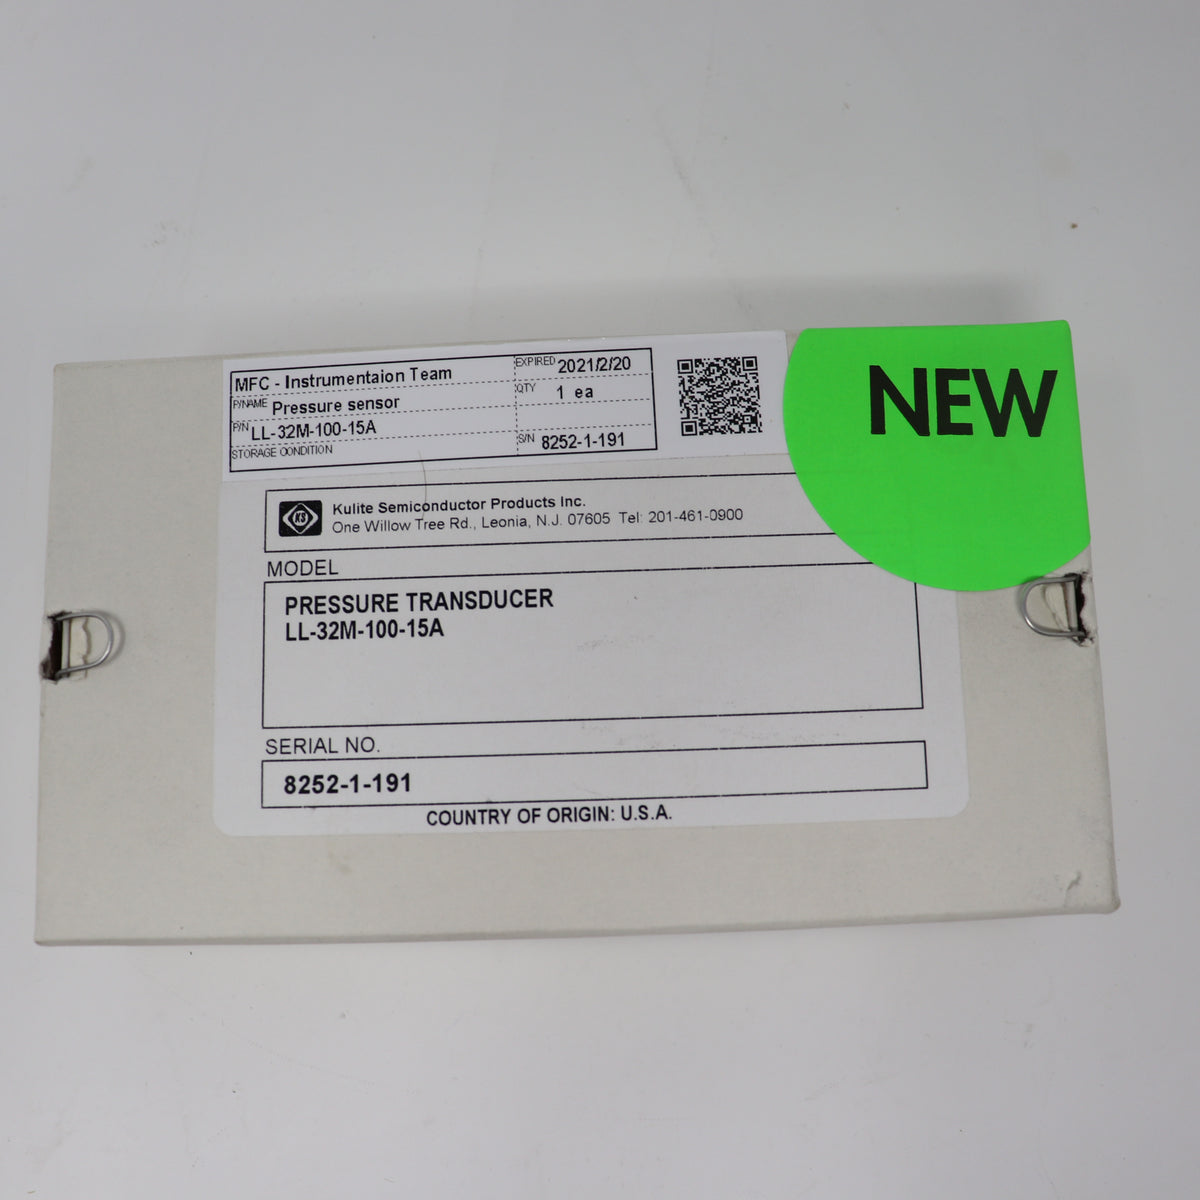 MFC - Instrumentaion Team
EXPIRED 2021/2/20
P/NAME Pressure sensor
QTY 1 ea
P/N LL-32M-100-15A
STORAGE CONDITION
S/N 8252-1-191
NEW
KS
Kulite Semiconductor Products Inc.
One Willow Tree Rd., Leonia, N.J. 07605 Tel: 201-461-0900
MODEL
PRESSURE TRANSDUCER
LL-32M-100-15A
SERIAL NO.
8252-1-191
COUNTRY OF ORIGIN: U.S.A.